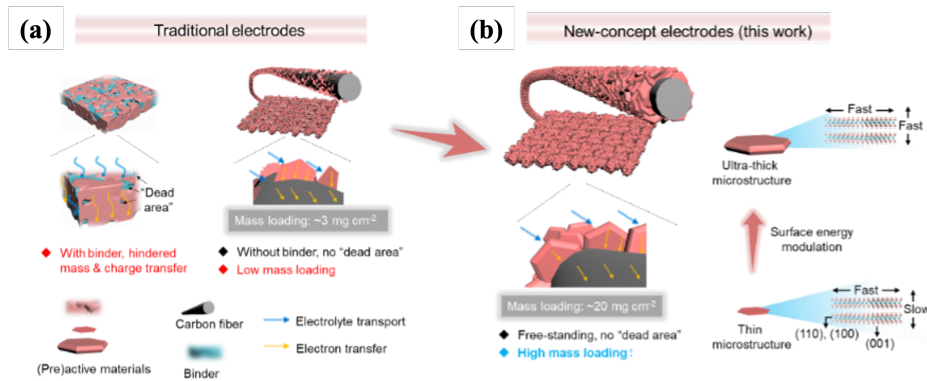 (a)
Traditional electrodes
"Dead
area"
Mass loading: ~3 mg cm-2
With binder, hindered
mass & charge transfer
Without binder, no "dead area"
Low mass loading
Carbon fiber
(Pre)active materials
Binder
Electrolyte transport
Electron transfer
(b)
New-concept electrodes (this work)
Mass loading: ~20 mg cm-2
Free-standing, no "dead area"
High mass loading!
Fast
Fast
Ultra-thick
microstructure
Surface energy
modulation
Fast
Slow
Thin
microstructure
(110), (100)
(001)